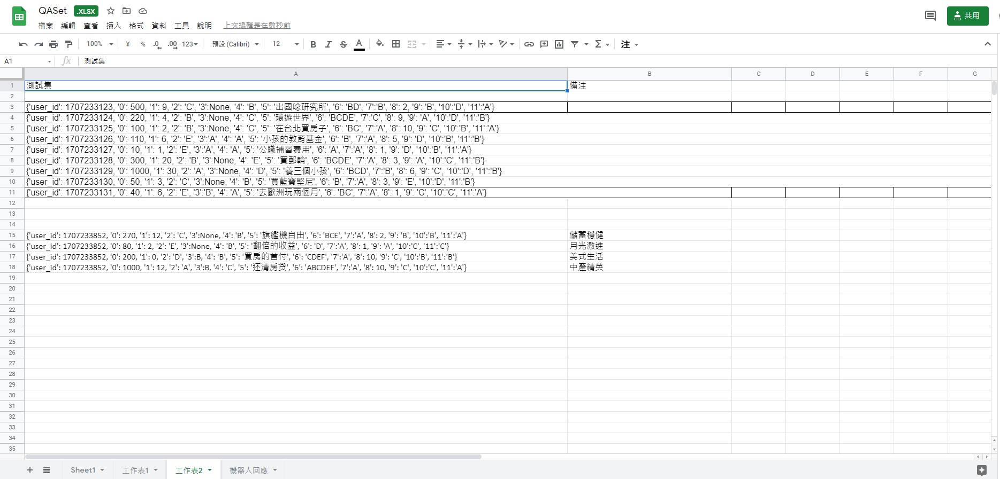 QASet .XLSX
檔案 編輯 查看 插入 格式 資料 工具 說明 上次編輯是在數秒前
共用
100% ¥ % .0 .00 123 預設 (Calibri) 12 B I S A Σ 注
A1 fx 測試集
A B C D E F G
1 測試集 備注
2
3 {'user_id': 1707233123, '0': 500, '1': 9, '2': 'C', '3':None, '4': 'B', '5': '出國唸研究所', '6': 'BD', '7':'B', '8': 2, '9': 'B', '10':'D', '11':'A'}
4 {'user_id': 1707233124, '0': 220, '1': 4, '2': 'B', '3':None, '4': 'C', '5': '環遊世界', '6': 'BCDE', '7':'C', '8': 9, '9': 'A', '10':'D', '11':'B'}
5 {'user_id': 1707233125, '0': 100, '1': 2, '2': 'B', '3':None, '4': 'C', '5': '在台北買房子', '6': 'BC', '7':'A', '8': 10, '9': 'C', '10':'B', '11':'A'}
6 {'user_id': 1707233126, '0': 110, '1': 6, '2': 'E', '3':'A', '4': 'A', '5': '小孩的教育基金', '6': 'B', '7':'A', '8': 5, '9': 'D', '10':'B', '11':'B'}
7 {'user_id': 1707233127, '0': 10, '1': 1, '2': 'E', '3':'A', '4': 'A', '5': '公職補習費用', '6': 'A', '7':'A', '8': 1, '9': 'D', '10':'B', '11':'A'}
8 {'user_id': 1707233128, '0': 300, '1': 20, '2': 'B', '3':None, '4': 'E', '5': '買郵輪', '6': 'BCDE', '7':'A', '8': 3, '9': 'A', '10':'C', '11':'B'}
9 {'user_id': 1707233129, '0': 1000, '1': 30, '2': 'A', '3':None, '4': 'D', '5': '養三個小孩', '6': 'BCD', '7':'B', '8': 6, '9': 'C', '10':'D', '11':'B'}
10 {'user_id': 1707233130, '0': 50, '1': 3, '2': 'C', '3':None, '4': 'B', '5': '買藍寶堅尼', '6': 'B', '7':'A', '8': 3, '9': 'E', '10':'D', '11':'B'}
11 {'user_id': 1707233131, '0': 40, '1': 6, '2': 'E', '3':'B', '4': 'A', '5': '去歐洲玩兩個月', '6': 'BC', '7':'A', '8': 1, '9': 'C', '10':'C', '11':'A'}
12
13
14
15 {'user_id': 1707233852, '0': 270, '1': 12, '2': 'C', '3':None, '4': 'B', '5': '旗艦機自由', '6': 'BCE', '7':'A', '8': 2, '9': 'B', '10':'B', '11':'A'} 儲蓄穩健
16 {'user_id': 1707233852, '0': 80, '1': 2, '2': 'E', '3':None, '4': 'B', '5': '翻倍的收益', '6': 'D', '7':'A', '8': 1, '9': 'A', '10':'C', '11':'C'} 月光激進
17 {'user_id': 1707233852, '0': 200, '1': 0, '2': 'D', '3':B, '4': 'B', '5': '買房的首付', '6': 'CDEF', '7':'A', '8': 10, '9': 'C', '10':'B', '11':'B'} 美式生活
18 {'user_id': 1707233852, '0': 1000, '1': 12, '2': 'A', '3':B, '4': 'C', '5': '还清房贷', '6': 'ABCDEF', '7':'A', '8': 10, '9': 'C', '10':'C', '11':'A'} 中產精英
19
20
21
22
23
24
25
26
27
28
29
30
31
32
33
34
35
Sheet1 工作表1 工作表2 機器人回應